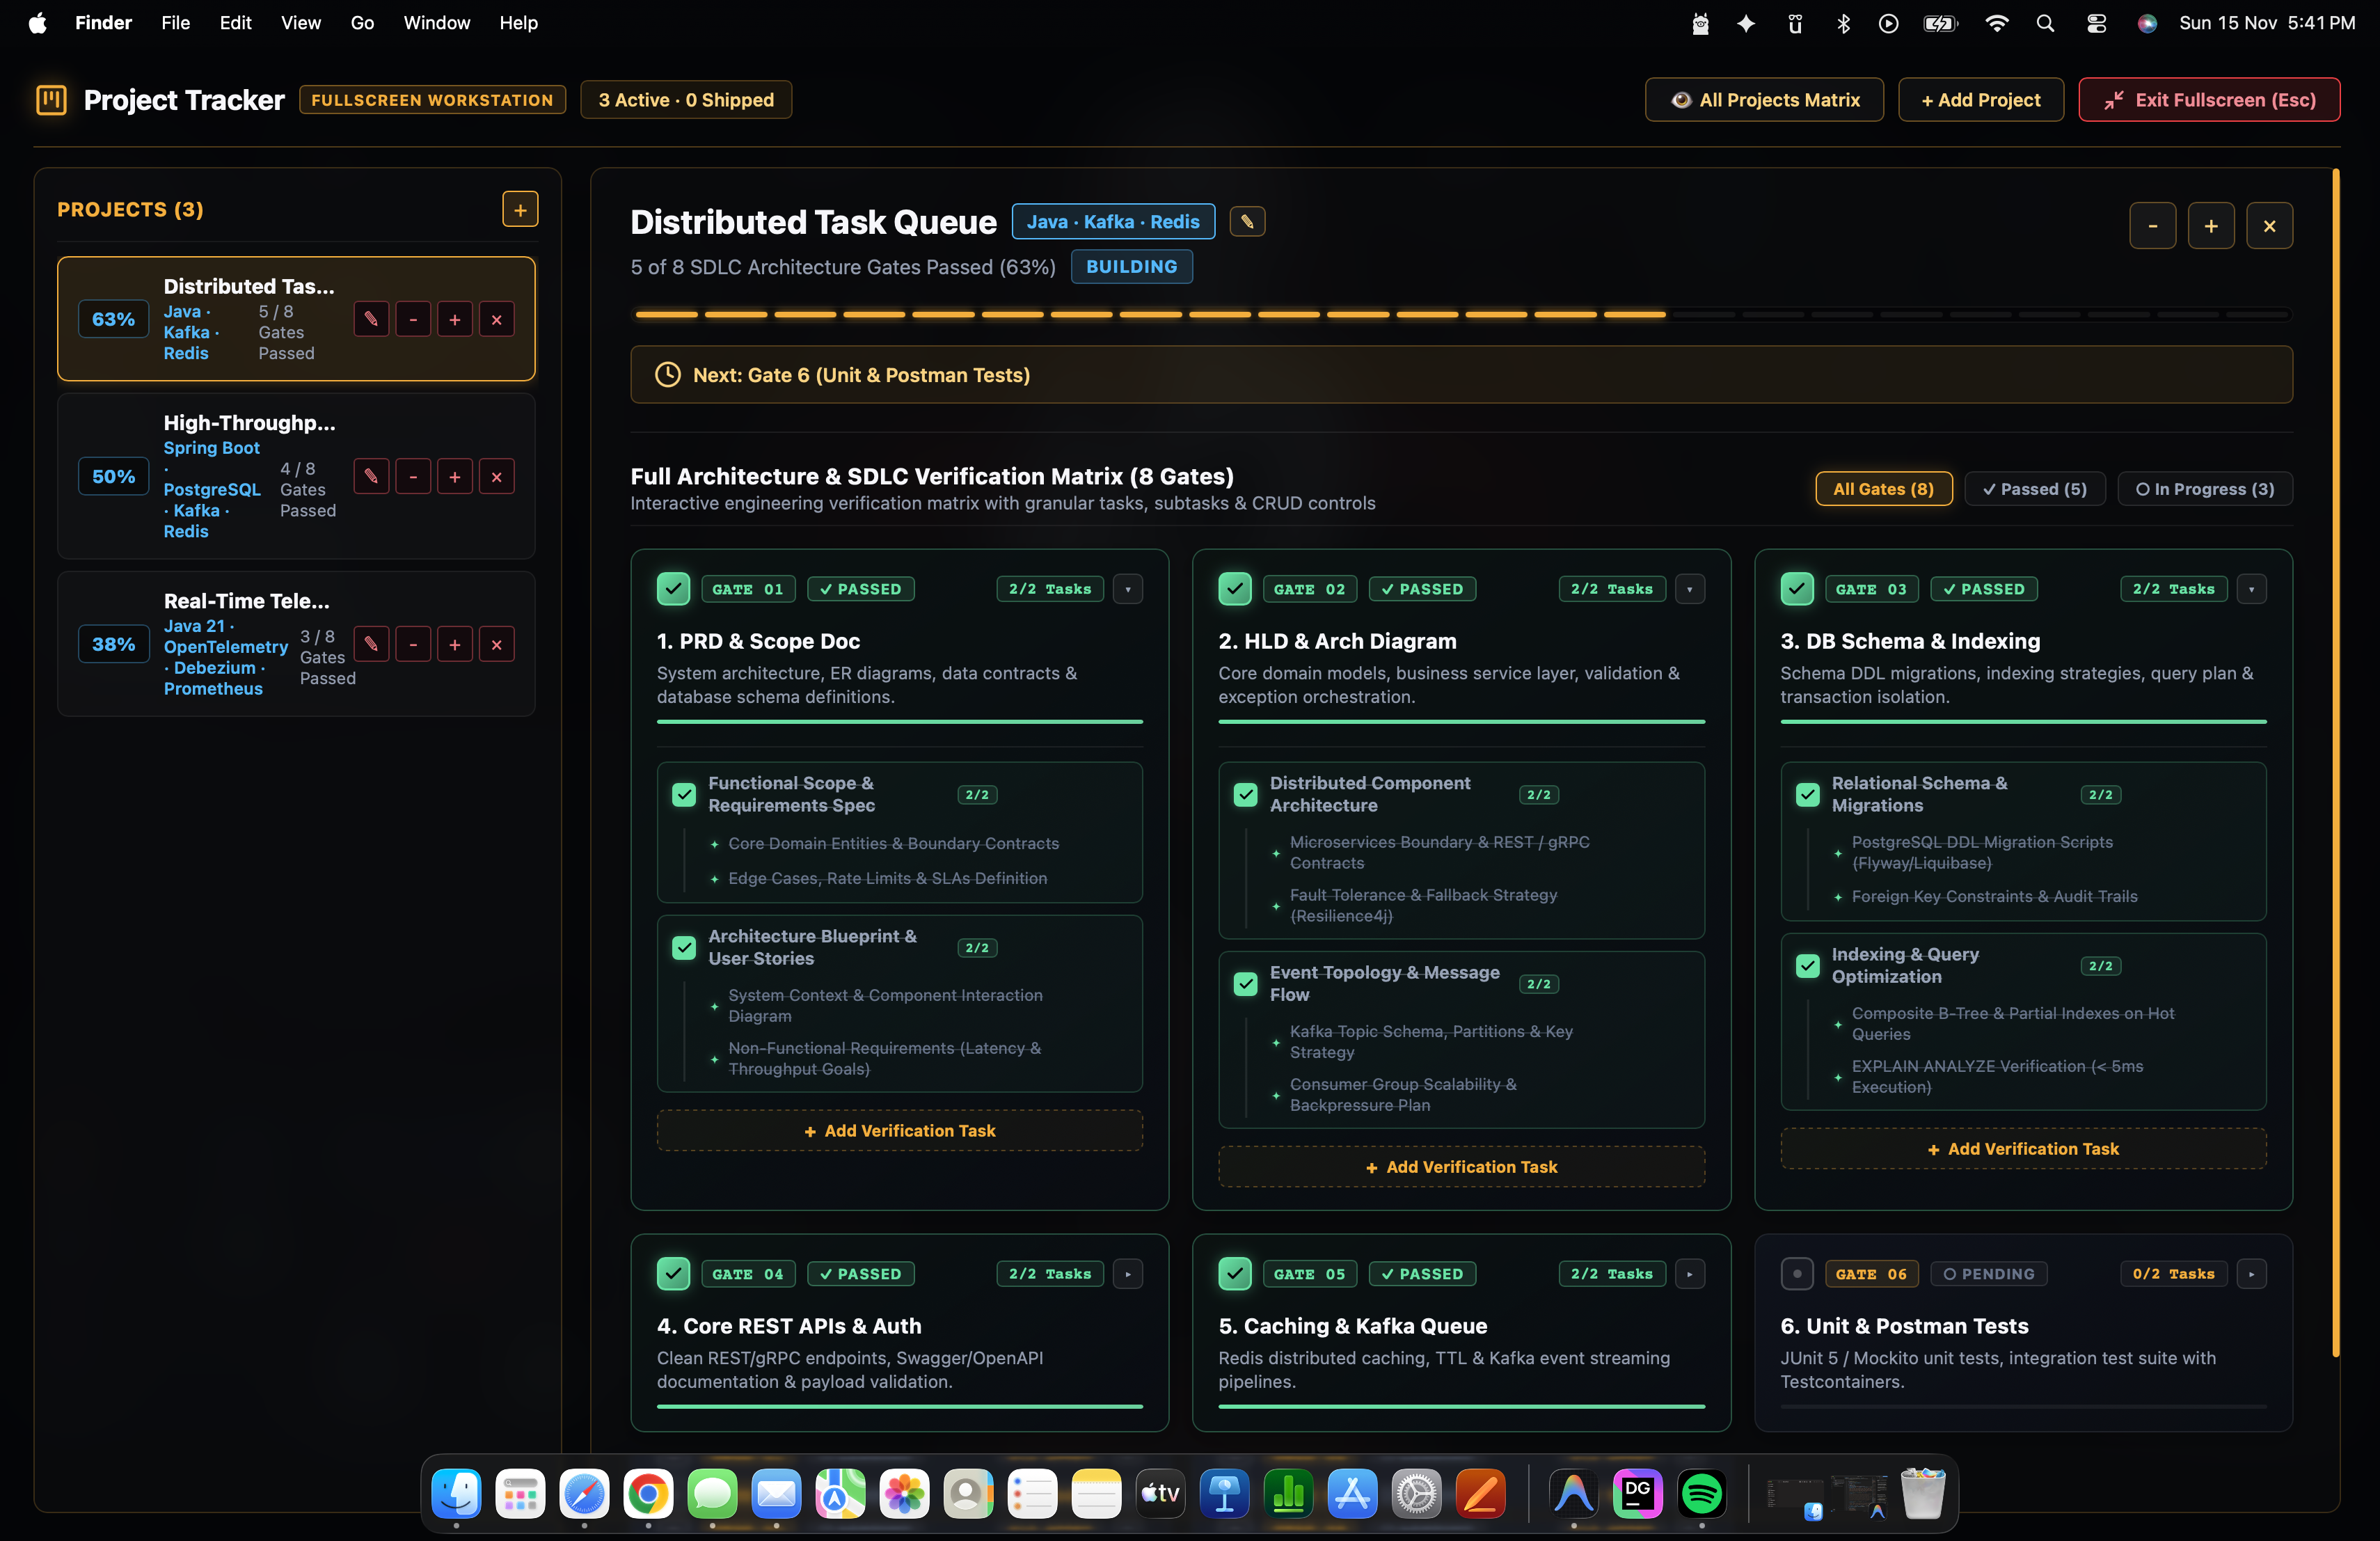 Finder File Edit View Go Window Help Sun 15 Nov 5:41 PM
Project Tracker FULLSCREEN WORKSTATION 3 Active · 0 Shipped All Projects Matrix + Add Project Exit Fullscreen (Esc)
PROJECTS (3) +
Distributed Tas...
63%
Java ·
Kafka ·
Redis
5 / 8
Gates
Passed
- + ×
High-Throughp...
50%
Spring Boot
·
PostgreSQL
· Kafka ·
Redis
4 / 8
Gates
Passed
- + ×
Real-Time Tele...
38%
Java 21 ·
OpenTelemetry
· Debezium ·
Prometheus
3 / 8
Gates
Passed
- + ×
Distributed Task Queue Java · Kafka · Redis - + ×
5 of 8 SDLC Architecture Gates Passed (63%) BUILDING
Next: Gate 6 (Unit & Postman Tests)
Full Architecture & SDLC Verification Matrix (8 Gates)
Interactive engineering verification matrix with granular tasks, subtasks & CRUD controls
All Gates (8) ✓ Passed (5) In Progress (3)
GATE 01 ✓ PASSED 2/2 Tasks
1. PRD & Scope Doc
System architecture, ER diagrams, data contracts &
database schema definitions.
Functional Scope &
Requirements Spec
2/2
Core Domain Entities & Boundary Contracts
Edge Cases, Rate Limits & SLAs Definition
Architecture Blueprint &
User Stories
2/2
System Context & Component Interaction
Diagram
Non-Functional Requirements (Latency &
Throughput Goals)
+ Add Verification Task
GATE 02 ✓ PASSED 2/2 Tasks
2. HLD & Arch Diagram
Core domain models, business service layer, validation &
exception orchestration.
Distributed Component
Architecture
2/2
Microservices Boundary & REST / gRPC
Contracts
Fault Tolerance & Fallback Strategy
(Resilience4j)
Event Topology & Message
Flow
2/2
Kafka Topic Schema, Partitions & Key
Strategy
Consumer Group Scalability &
Backpressure Plan
+ Add Verification Task
GATE 03 ✓ PASSED 2/2 Tasks
3. DB Schema & Indexing
Schema DDL migrations, indexing strategies, query plan &
transaction isolation.
Relational Schema &
Migrations
2/2
PostgreSQL DDL Migration Scripts
(Flyway/Liquibase)
Foreign Key Constraints & Audit Trails
Indexing & Query
Optimization
2/2
Composite B-Tree & Partial Indexes on Hot
Queries
EXPLAIN ANALYZE Verification (< 5ms
Execution)
+ Add Verification Task
GATE 04 ✓ PASSED 2/2 Tasks
4. Core REST APIs & Auth
Clean REST/gRPC endpoints, Swagger/OpenAPI
documentation & payload validation.
GATE 05 ✓ PASSED 2/2 Tasks
5. Caching & Kafka Queue
Redis distributed caching, TTL & Kafka event streaming
pipelines.
GATE 06 PENDING 0/2 Tasks
6. Unit & Postman Tests
JUnit 5 / Mockito unit tests, integration test suite with
Testcontainers.
tv
DG